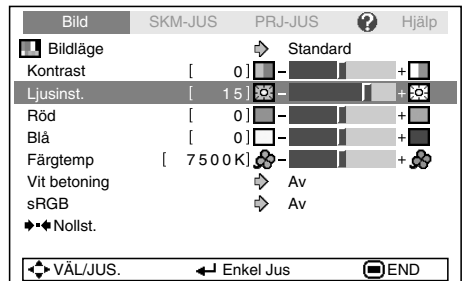 Bild SKM-JUS PRJ-JUS ? Hjälp
Bildläge Standard
Kontrast [ 0] - +
Ljusinst. [ 15] - +
Röd [ 0] - +
Blå [ 0] - +
Färgtemp [ 7500K] - +
Vit betoning Av
sRGB Av
Nollst.
VÄL/JUS. Enkel Jus END